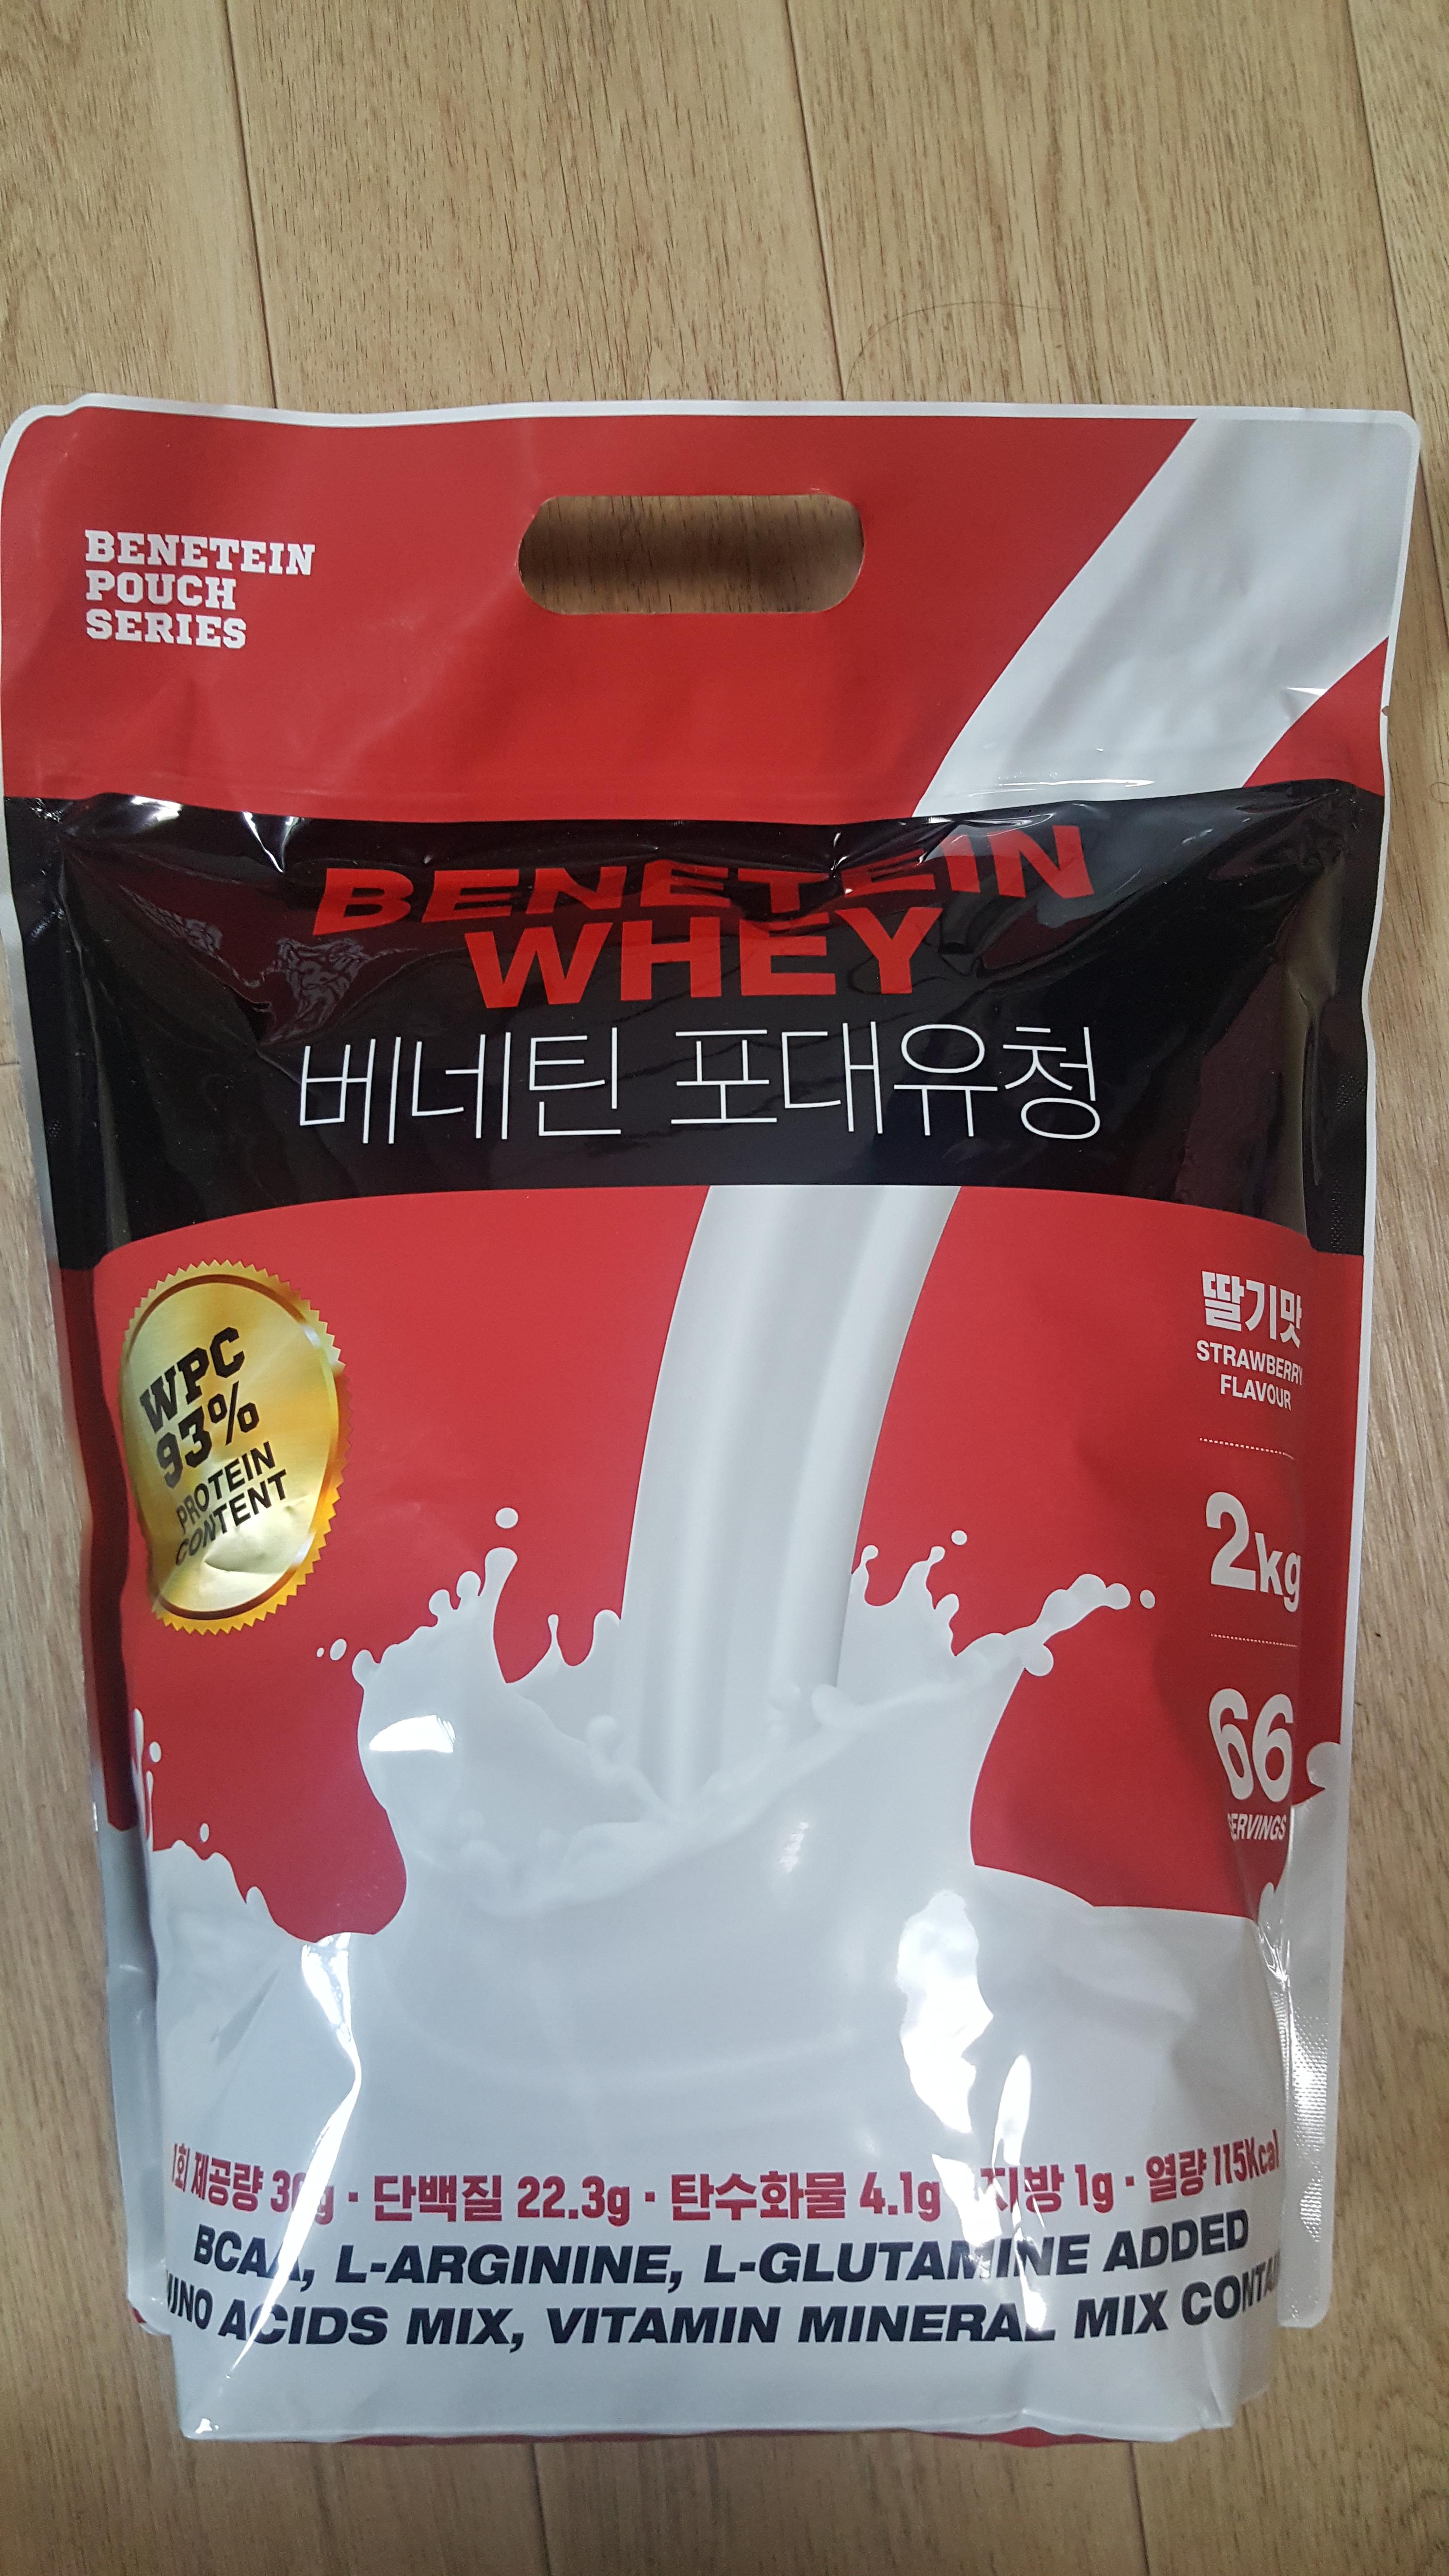 BENETEIN
POUCH
SERIES
BENETEIN
WHEY
베네틴 포대유청
WPC
93%
PROTEIN
CONTENT
딸기맛
STRAWBERRY
FLAVOUR
2kg
66
SERVINGS
1회 제공량 30g · 단백질 22.3g · 탄수화물 4.1g · 지방 1g · 열량 115Kcal
BCAA, L-ARGININE, L-GLUTAMINE ADDED
ACIDS MIX, VITAMIN MINERAL MIX